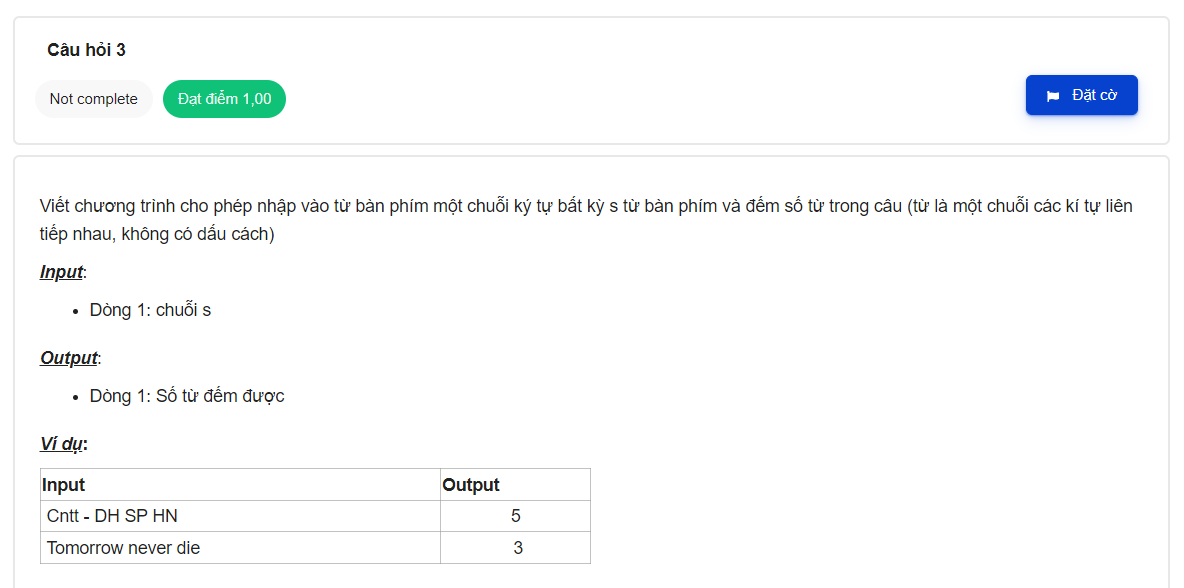 Câu hỏi 3
Not complete
Đạt điểm 1,00
Đặt cờ
Viết chương trình cho phép nhập vào từ bàn phím một chuỗi ký tự bất kỳ s từ bàn phím và đếm số từ trong câu (từ là một chuỗi các kí tự liên
tiếp nhau, không có dấu cách)
Input:
• Dòng 1: chuỗi s
Output:
• Dòng 1: Số từ đếm được
Ví dụ:
Input Output
Cntt - DH SP HN 5
Tomorrow never die 3